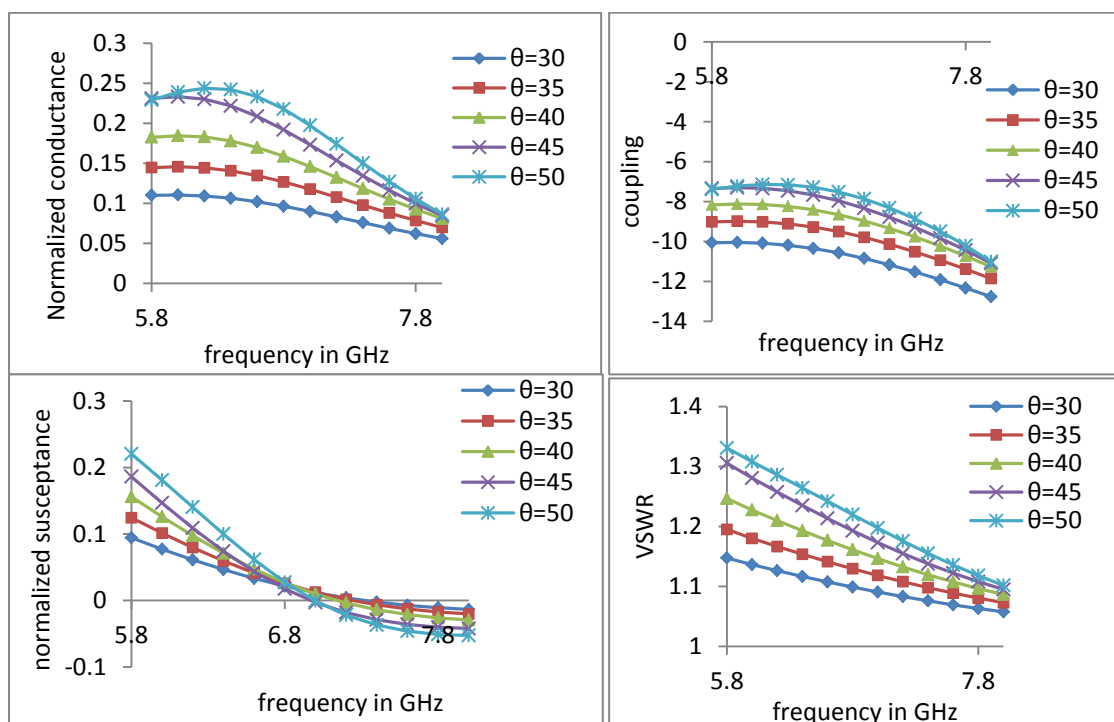 Normalized conductance
0.3
0.25
0.2
0.15
0.1
0.05
0
5.8
7.8
frequency in GHz
θ=30
θ=35
θ=40
θ=45
θ=50
coupling
0
-2
-4
-6
-8
-10
-12
-14
5.8
7.8
frequency in GHz
θ=30
θ=35
θ=40
θ=45
θ=50
normalized susceptance
0.3
0.2
0.1
0
-0.1
5.8
6.8
7.8
frequency in GHz
θ=30
θ=35
θ=40
θ=45
θ=50
VSWR
1.4
1.3
1.2
1.1
1
5.8
7.8
frequency in GHz
θ=30
θ=35
θ=40
θ=45
θ=50